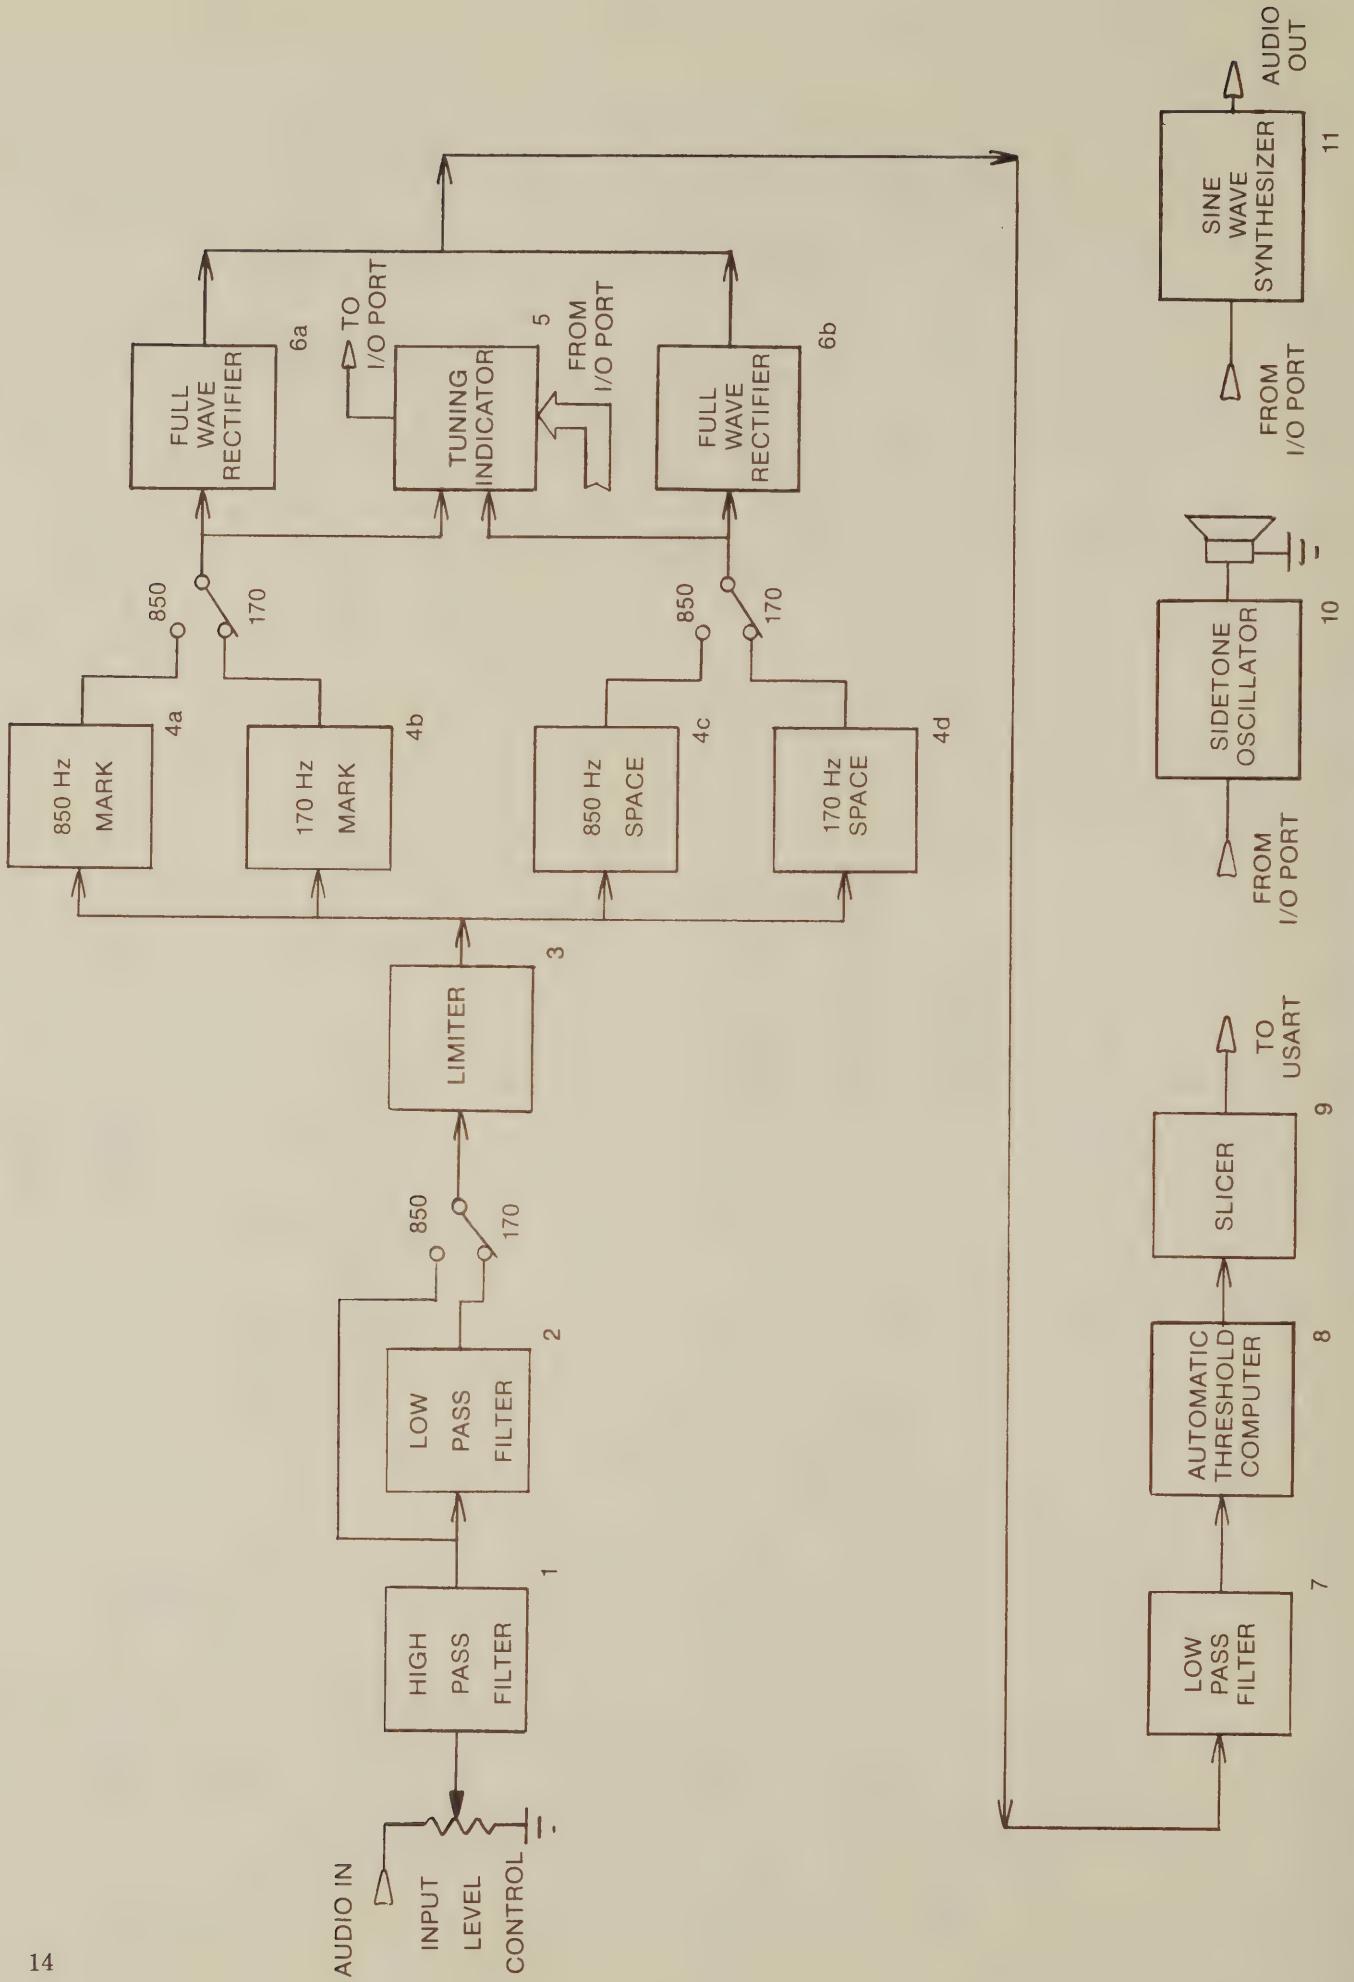 14
AUDIO IN
INPUT
LEVEL
CONTROL
HIGH
PASS
FILTER
1
LOW
PASS
FILTER
2
850
170
LIMITER
3
850 Hz
MARK
4a
170 Hz
MARK
4b
850 Hz
SPACE
4c
170 Hz
SPACE
4d
850
170
850
170
FULL
WAVE
RECTIFIER
6a
TO
I/O PORT
TUNING
INDICATOR
5
FROM
I/O PORT
FULL
WAVE
RECTIFIER
6b
LOW
PASS
FILTER
7
AUTOMATIC
THRESHOLD
COMPUTER
8
SLICER
9
TO
USART
FROM
I/O PORT
SIDETONE
OSCILLATOR
10
FROM
I/O PORT
SINE
WAVE
SYNTHESIZER
11
AUDIO
OUT